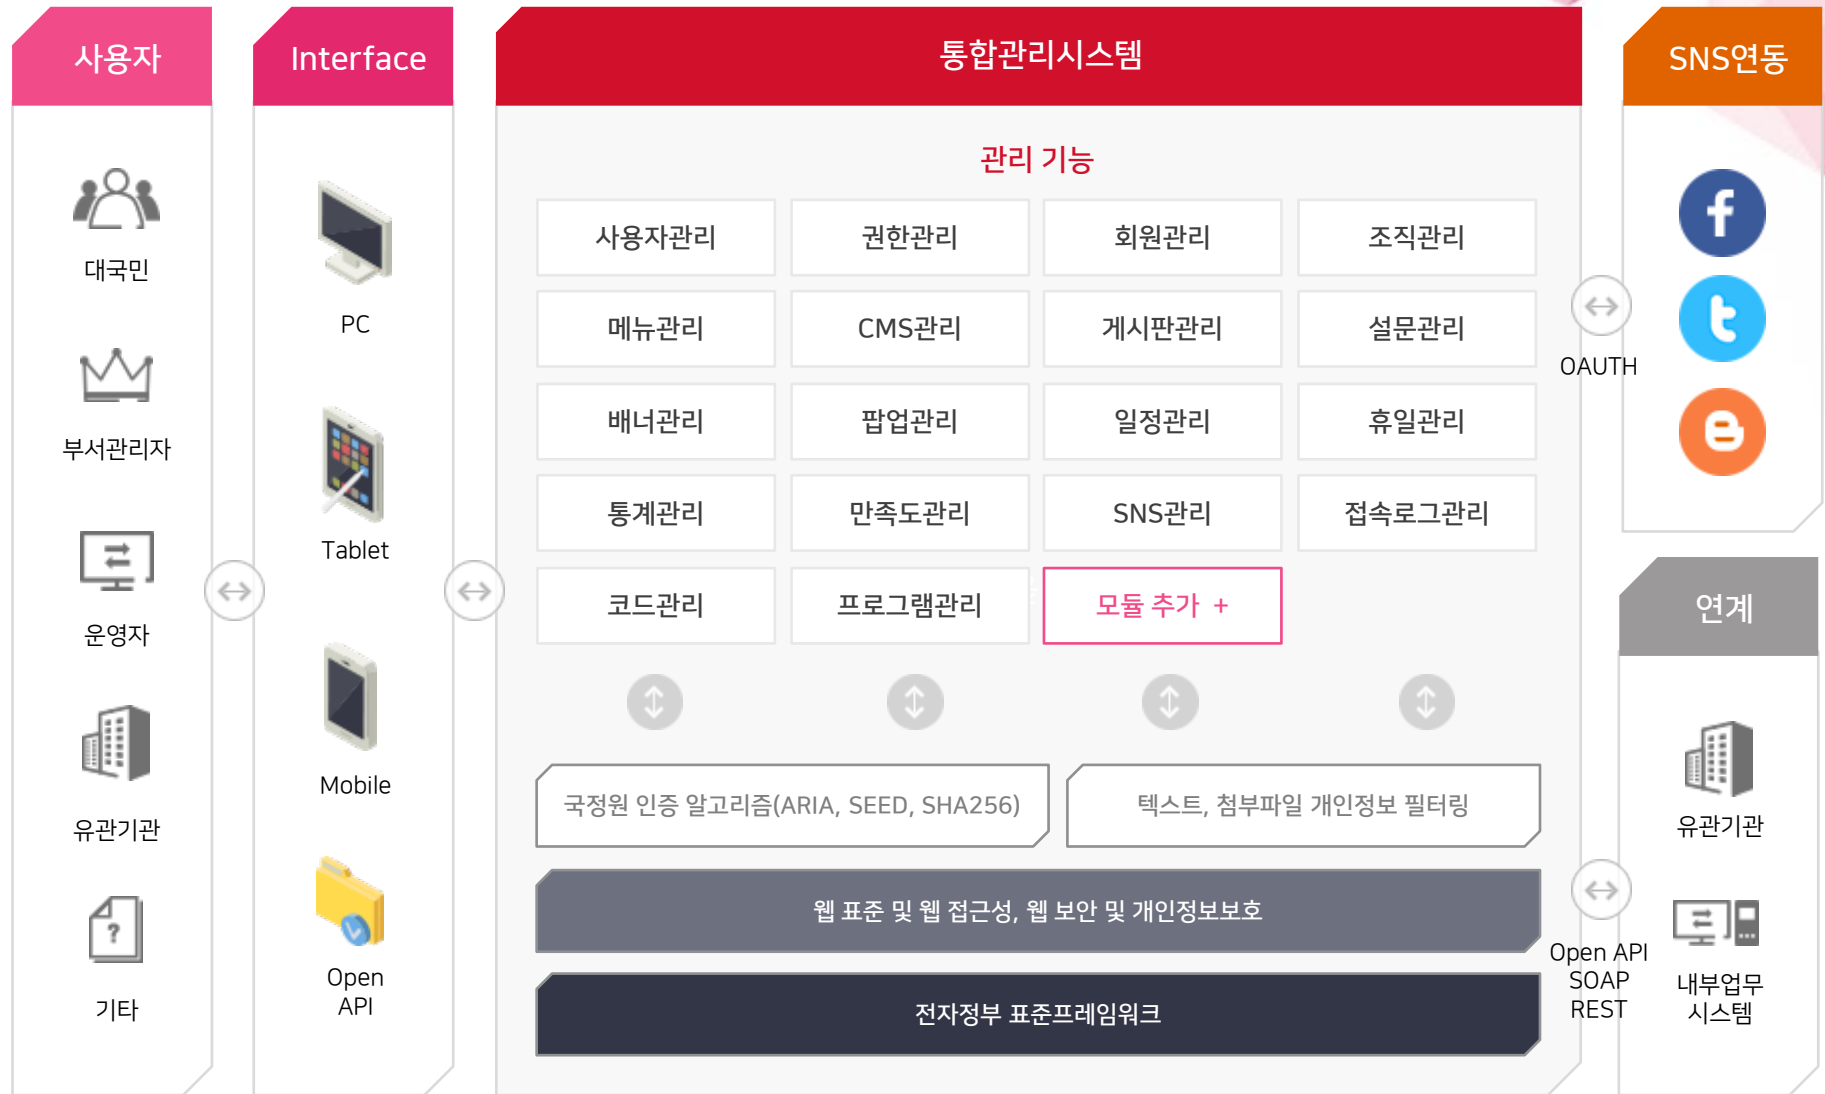 사용자
대국민
부서관리자
운영자
유관기관
기타
Interface
PC
Tablet
Mobile
Open
API
통합관리시스템
관리 기능
사용자관리
권한관리
회원관리
조직관리
메뉴관리
CMS관리
게시판관리
설문관리
배너관리
팝업관리
일정관리
휴일관리
통계관리
만족도관리
SNS관리
접속로그관리
코드관리
프로그램관리
모듈 추가 +
국정원 인증 알고리즘(ARIA, SEED, SHA256)
텍스트, 첨부파일 개인정보 필터링
웹 표준 및 웹 접근성, 웹 보안 및 개인정보보호
전자정부 표준프레임워크
OAUTH
Open API
SOAP
REST
SNS연동
연계
유관기관
내부업무
시스템